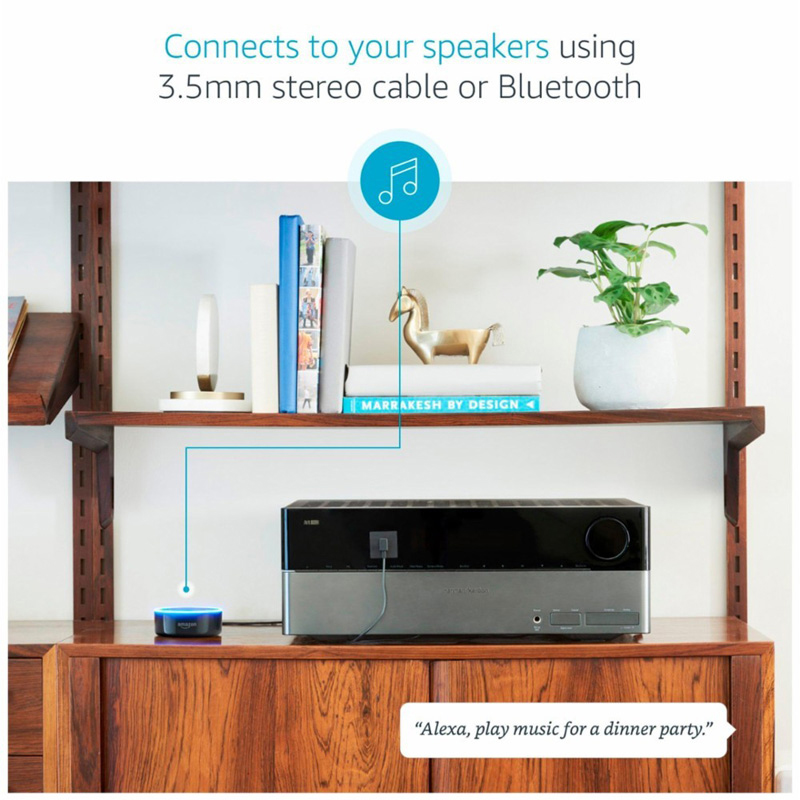 Connects to your speakers using
3.5mm stereo cable or Bluetooth
MARRAKESH BY DESIGN
amazon
“Alexa, play music for a dinner party.”